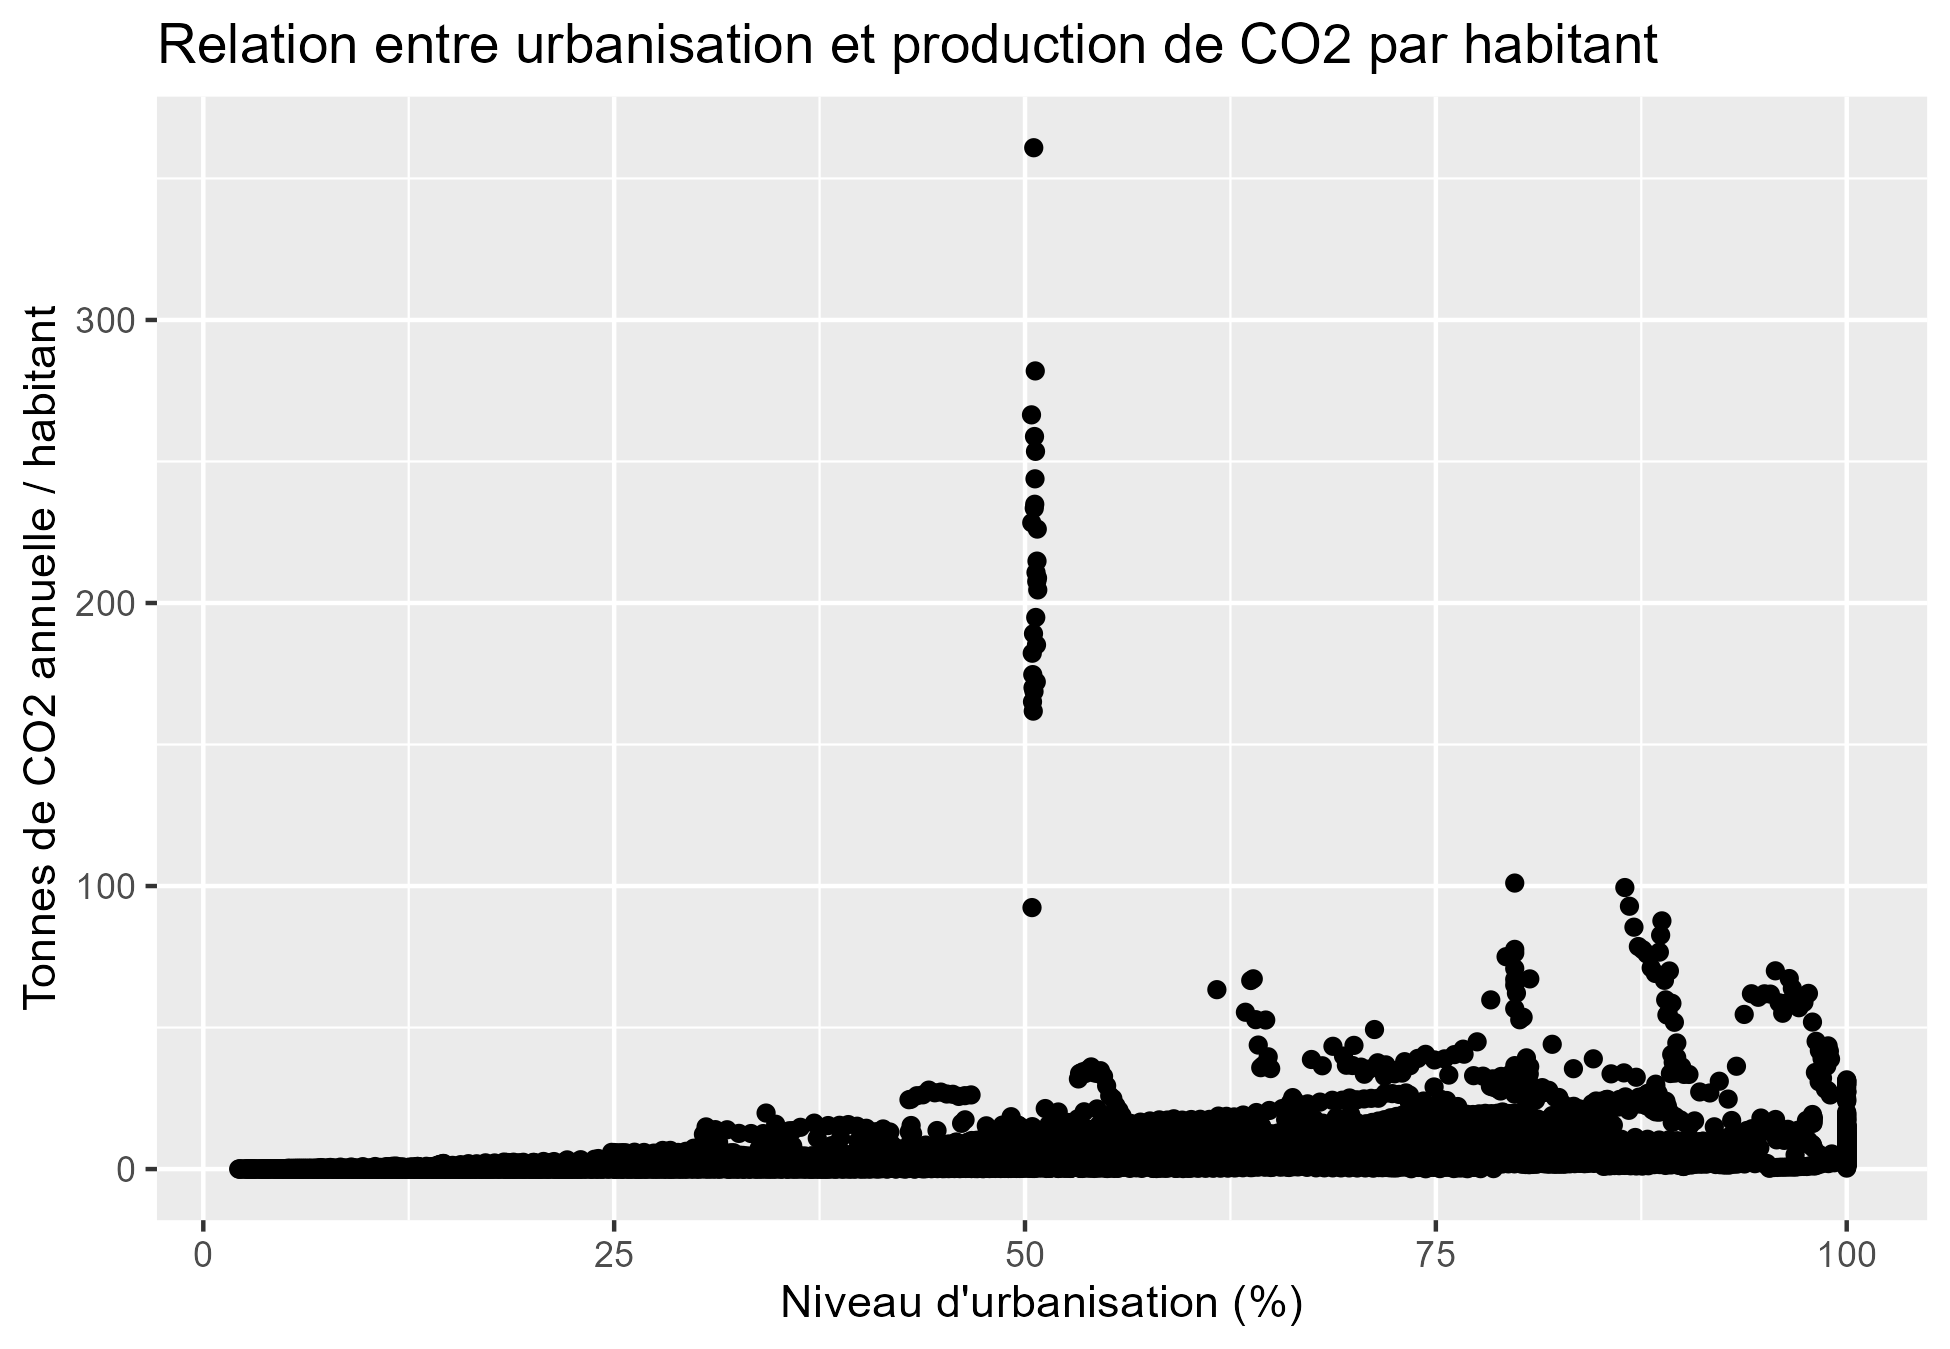 Relation entre urbanisation et production de CO2 par habitant
Tonnes de CO2 annuelle / habitant
300
200
100
0
0 25 50 75 100
Niveau d'urbanisation (%)